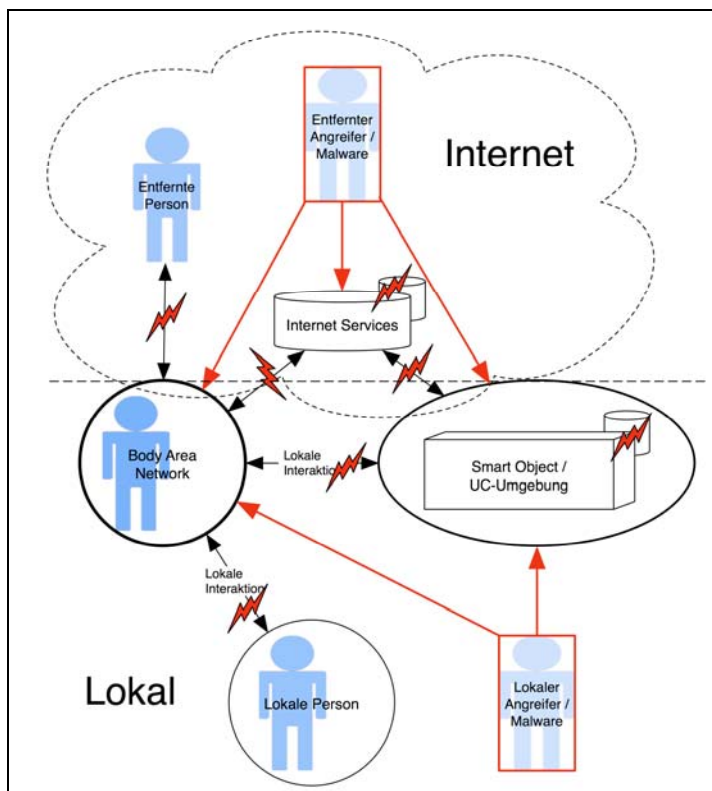 Entfernter
Angreifer /
Malware
Internet
Entfernte
Person
Internet Services
Body Area
Network
Lokale
Interaktion
Smart Object /
UC-Umgebung
Lokale
Interaktion
Lokal
Lokale Person
Lokaler
Angreifer /
Malware